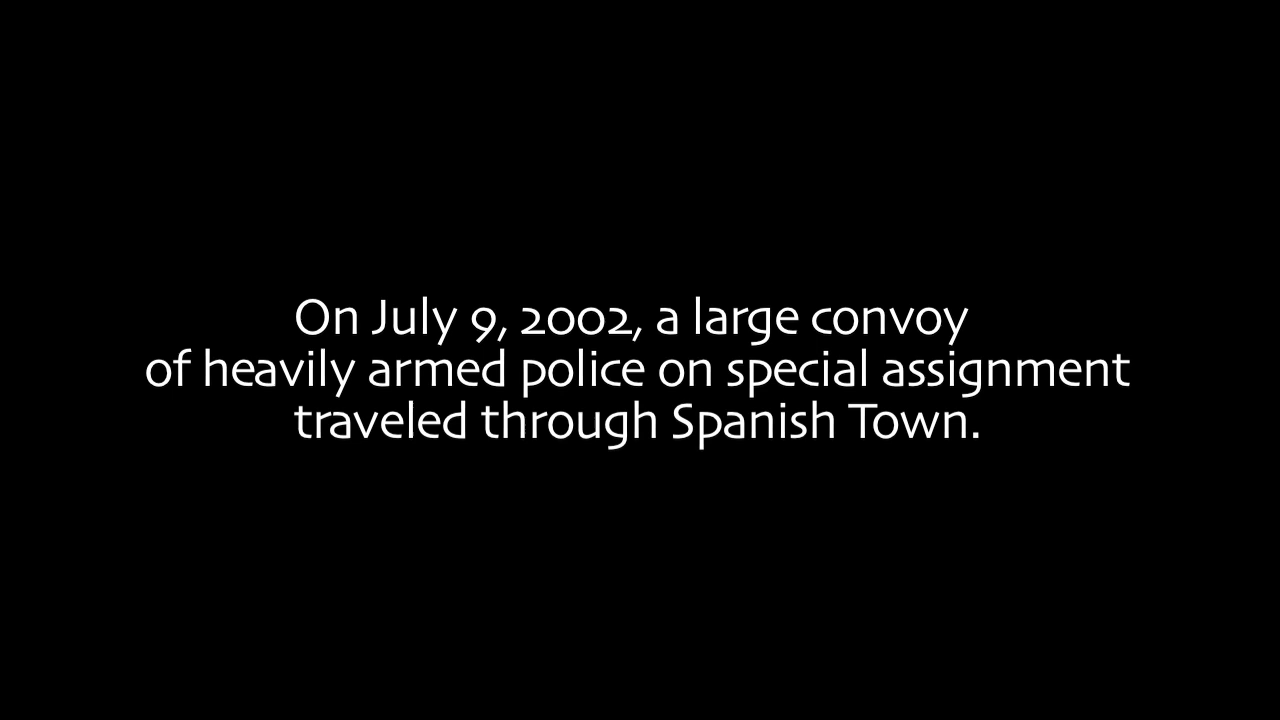 On July 9, 2002, a large convoy
of heavily armed police on special assignment
traveled through Spanish Town.